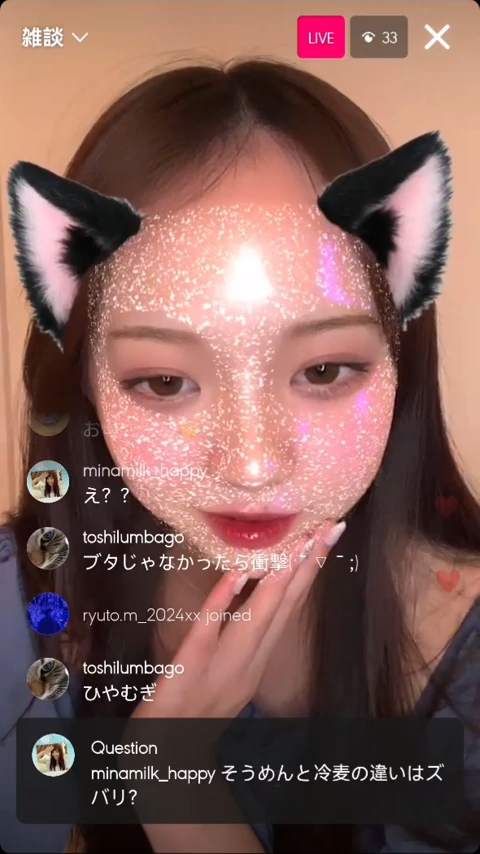 雑談
LIVE
33
お
minamilk_happy
え？？
toshilumbago
ブタじゃなかったら衝撃(￣▽￣;)
ryuto.m_2024xx joined
toshilumbago
ひやむぎ
Question
minamilk_happy そうめんと冷麦の違いはズ
バリ?